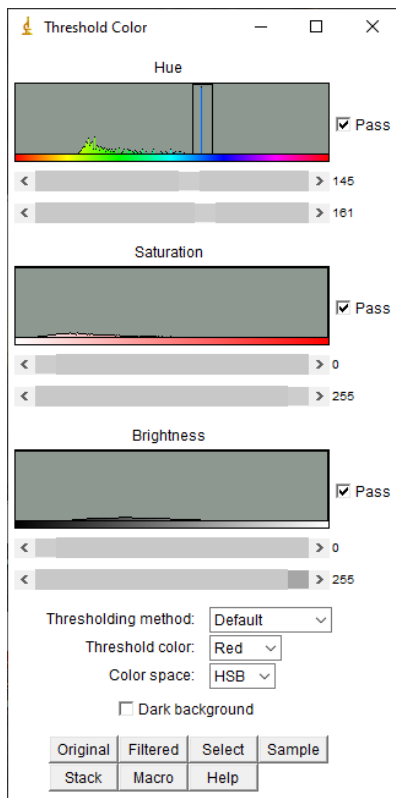 Threshold Color
Hue
Pass
145
161
Saturation
Pass
0
255
Brightness
Pass
0
255
Thresholding method: Default
Threshold color: Red
Color space: HSB
Dark background
Original Filtered Select Sample
Stack Macro Help